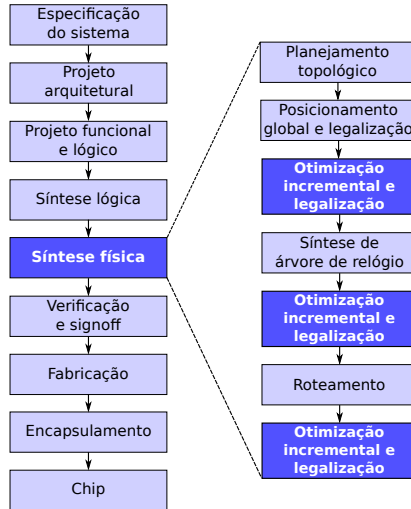 Especificação
do sistema
Projeto
arquitetural
Projeto funcional
e lógico
Síntese lógica
Síntese física
Verificação
e signoff
Fabricação
Encapsulamento
Chip
Planejamento
topológico
Posicionamento
global e legalização
Otimização
incremental e
legalização
Síntese de
árvore de relógio
Otimização
incremental e
legalização
Roteamento
Otimização
incremental e
legalização